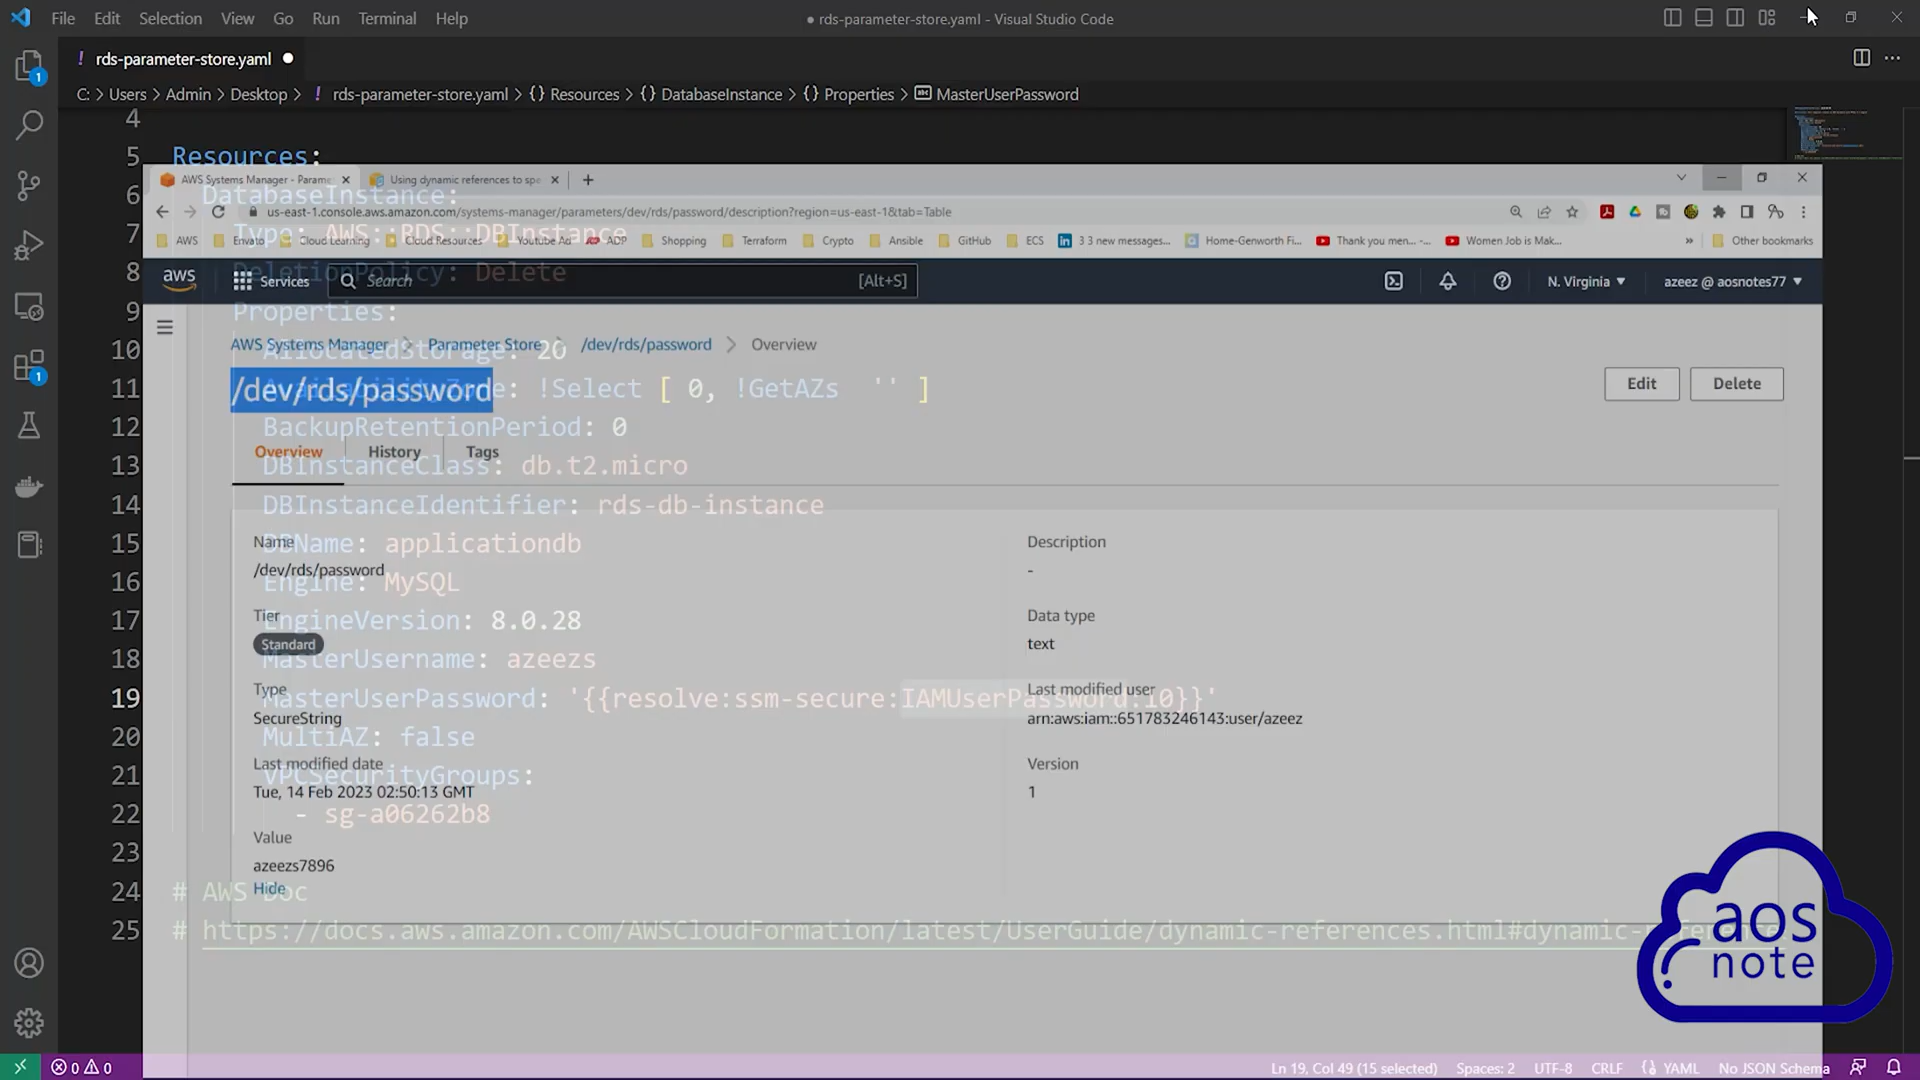 File Edit Selection View Go Run Terminal Help
● rds-parameter-store.yaml - Visual Studio Code
! rds-parameter-store.yaml
C: > Users > Admin > Desktop > ! rds-parameter-store.yaml > {} Resources > {} DatabaseInstance > {} Properties > MasterUserPassword
4
5 Resources:
AWS Systems Manager - Parame
Using dynamic references to spe
6 DatabaseInstance:
us-east-1.console.aws.amazon.com/systems-manager/parameters/dev/rds/password/description?region=us-east-1&tab=Table
7 Type: AWS::RDS::DBInstance
AWS Envato Cloud Learning Cloud Resources Youtube Ad ADP Shopping Terraform Crypto Ansible GitHub ECS 3 3 new messages... Home-Genworth Fi... Thank you men... -... Women Job is Mak... » Other bookmarks
8 DeletionPolicy: Delete
aws Services Search [Alt+S] N. Virginia azeez @ aosnotes77
9 Properties:
AWS Systems Manager > Parameter Store > /dev/rds/password > Overview
10 AllocatedStorage: 20
/dev/rds/password
Edit Delete
11 AvailabilityZone: !Select [ 0, !GetAZs '' ]
12 BackupRetentionPeriod: 0
Overview History Tags
13 DBInstanceClass: db.t2.micro
14 DBInstanceIdentifier: rds-db-instance
Name
Description
15 DBName: applicationdb
/dev/rds/password
-
16 Engine: MySQL
Tier
Data type
17 EngineVersion: 8.0.28
Standard
text
18 MasterUsername: azeezs
Type
Last modified user
19 MasterUserPassword: '{{resolve:ssm-secure:IAMUserPassword:10}}'
SecureString
arn:aws:iam::651783246143:user/azeez
20 MultiAZ: false
Last modified date
Version
21 VPCSecurityGroups:
Tue, 14 Feb 2023 02:50:13 GMT
1
22 - sg-a06262b8
Value
23
azeezs7896
Hide
24 # AWS Doc
25 # https://docs.aws.amazon.com/AWSCloudFormation/latest/UserGuide/dynamic-references.html#dynamic-reference
aos
note
1
1
0 0
Ln 19, Col 49 (15 selected) Spaces: 2 UTF-8 CRLF {} YAML No JSON Schema